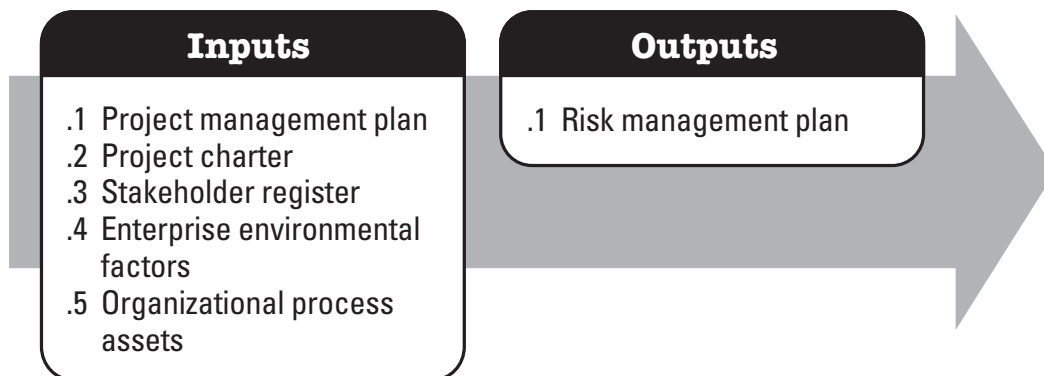 Inputs
.1 Project management plan
.2 Project charter
.3 Stakeholder register
.4 Enterprise environmental
factors
.5 Organizational process
assets
Outputs
.1 Risk management plan